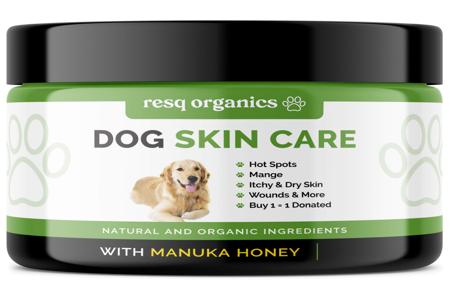 resq organics
DOG SKIN CARE
Hot Spots
Mange
Itchy & Dry Skin
Wounds & More
Buy 1 = 1 Donated
NATURAL AND ORGANIC INGREDIENTS
WITH MANUKA HONEY